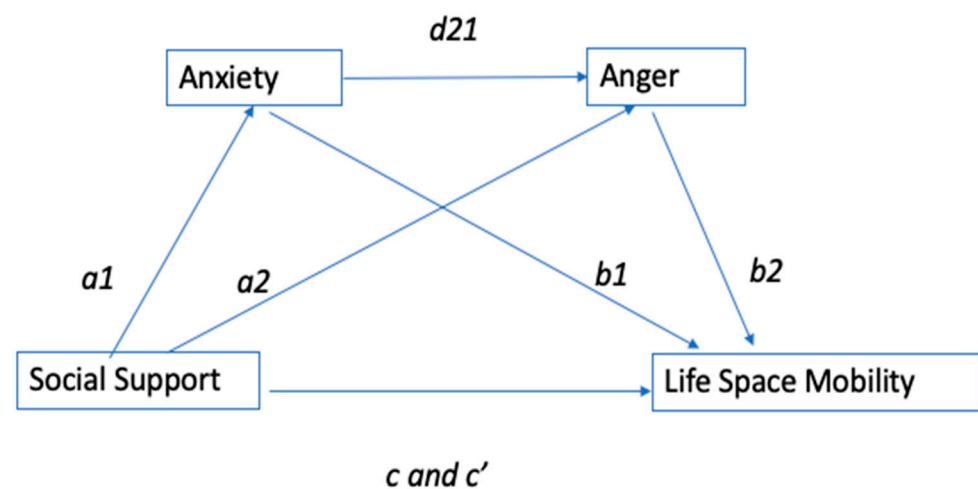 d21
Anxiety
Anger
a1
a2
b1
b2
Social Support
Life Space Mobility
c and c’